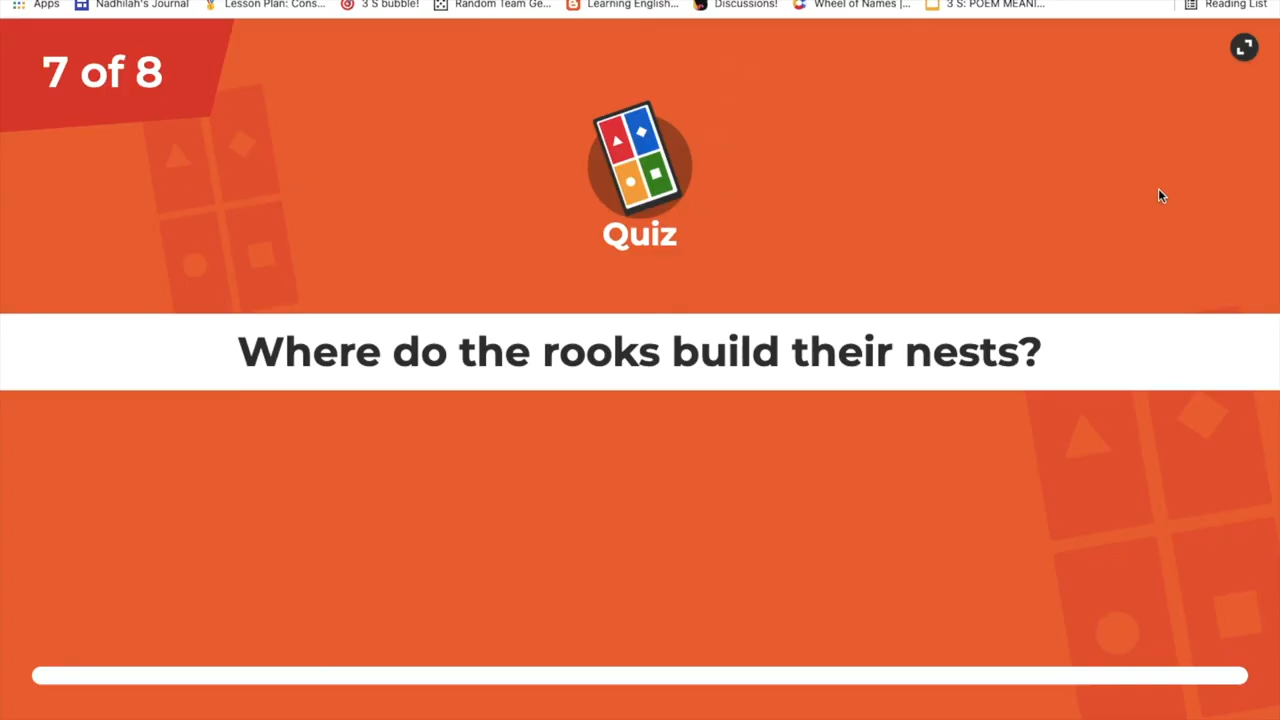 Apps Nadhilah's Journal Lesson Plan: Cons... 3 S bubble! Random Team Ge... Learning English... Discussions! Wheel of Names |... 3 S: POEM MEANI... Reading List
7 of 8
Quiz
Where do the rooks build their nests?